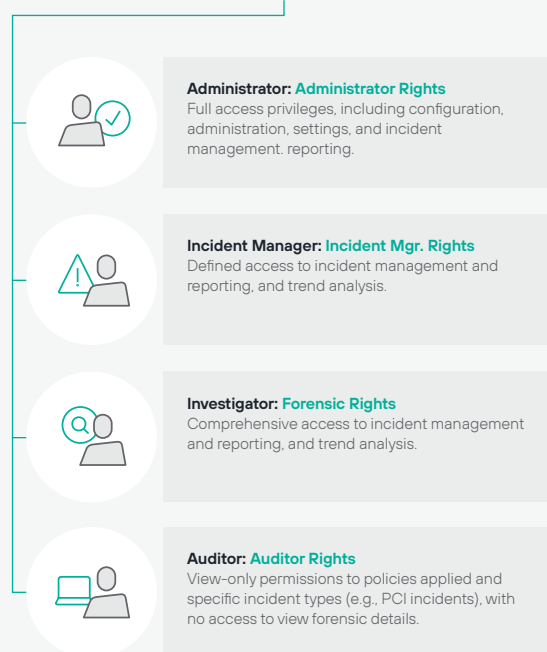 Administrator: Administrator Rights
Full access privileges, including configuration,
administration, settings, and incident
management. reporting.
Incident Manager: Incident Mgr. Rights
Defined access to incident management and
reporting, and trend analysis.
Investigator: Forensic Rights
Comprehensive access to incident management
and reporting, and trend analysis.
Auditor: Auditor Rights
View-only permissions to policies applied and
specific incident types (e.g., PCI incidents), with
no access to view forensic details.